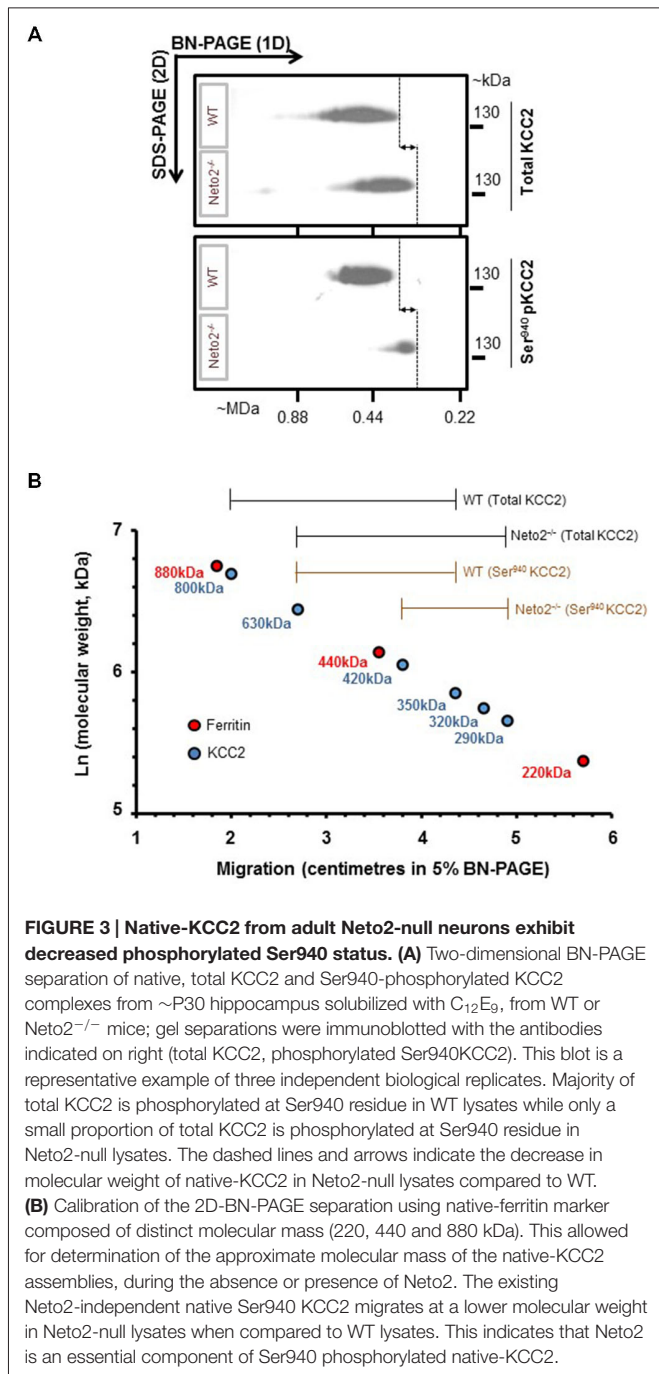 A
BN-PAGE (1D)
SDS-PAGE (2D)
~kDa
WT
130
Neto2-/-
130
Total KCC2
WT
130
Neto2-/-
130
Ser940 pKCC2
~MDa
0.88
0.44
0.22
B
WT (Total KCC2)
Neto2-/- (Total KCC2)
WT (Ser940 KCC2)
Neto2-/- (Ser940 KCC2)
7
6
5
Ln (molecular weight, kDa)
880kDa
800kDa
630kDa
440kDa
420kDa
350kDa
320kDa
290kDa
220kDa
Ferritin
KCC2
1 2 3 4 5 6
Migration (centimetres in 5% BN-PAGE)
FIGURE 3 | Native-KCC2 from adult Neto2-null neurons exhibit
decreased phosphorylated Ser940 status. (A) Two-dimensional BN-PAGE
separation of native, total KCC2 and Ser940-phosphorylated KCC2
complexes from ∼P30 hippocampus solubilized with C12E9, from WT or
Neto2−/− mice; gel separations were immunoblotted with the antibodies
indicated on right (total KCC2, phosphorylated Ser940KCC2). This blot is a
representative example of three independent biological replicates. Majority of
total KCC2 is phosphorylated at Ser940 residue in WT lysates while only a
small proportion of total KCC2 is phosphorylated at Ser940 residue in
Neto2-null lysates. The dashed lines and arrows indicate the decrease in
molecular weight of native-KCC2 in Neto2-null lysates compared to WT.
(B) Calibration of the 2D-BN-PAGE separation using native-ferritin marker
composed of distinct molecular mass (220, 440 and 880 kDa). This allowed
for determination of the approximate molecular mass of the native-KCC2
assemblies, during the absence or presence of Neto2. The existing
Neto2-independent native Ser940 KCC2 migrates at a lower molecular weight
in Neto2-null lysates when compared to WT lysates. This indicates that Neto2
is an essential component of Ser940 phosphorylated native-KCC2.